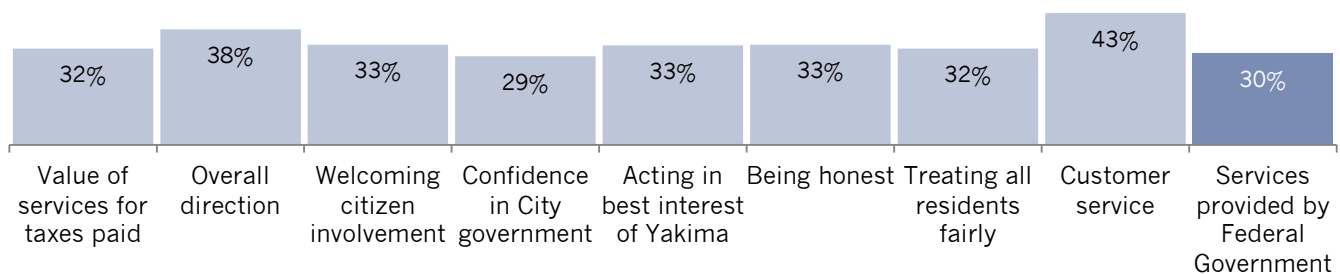 32%
38%
33%
29%
33%
33%
32%
43%
30%
Value of
services for
taxes paid
Overall
direction
Welcoming
citizen
involvement
Confidence
in City
government
Acting in
best interest
of Yakima
Being honest
Treating all
residents
fairly
Customer
service
Services
provided by
Federal
Government